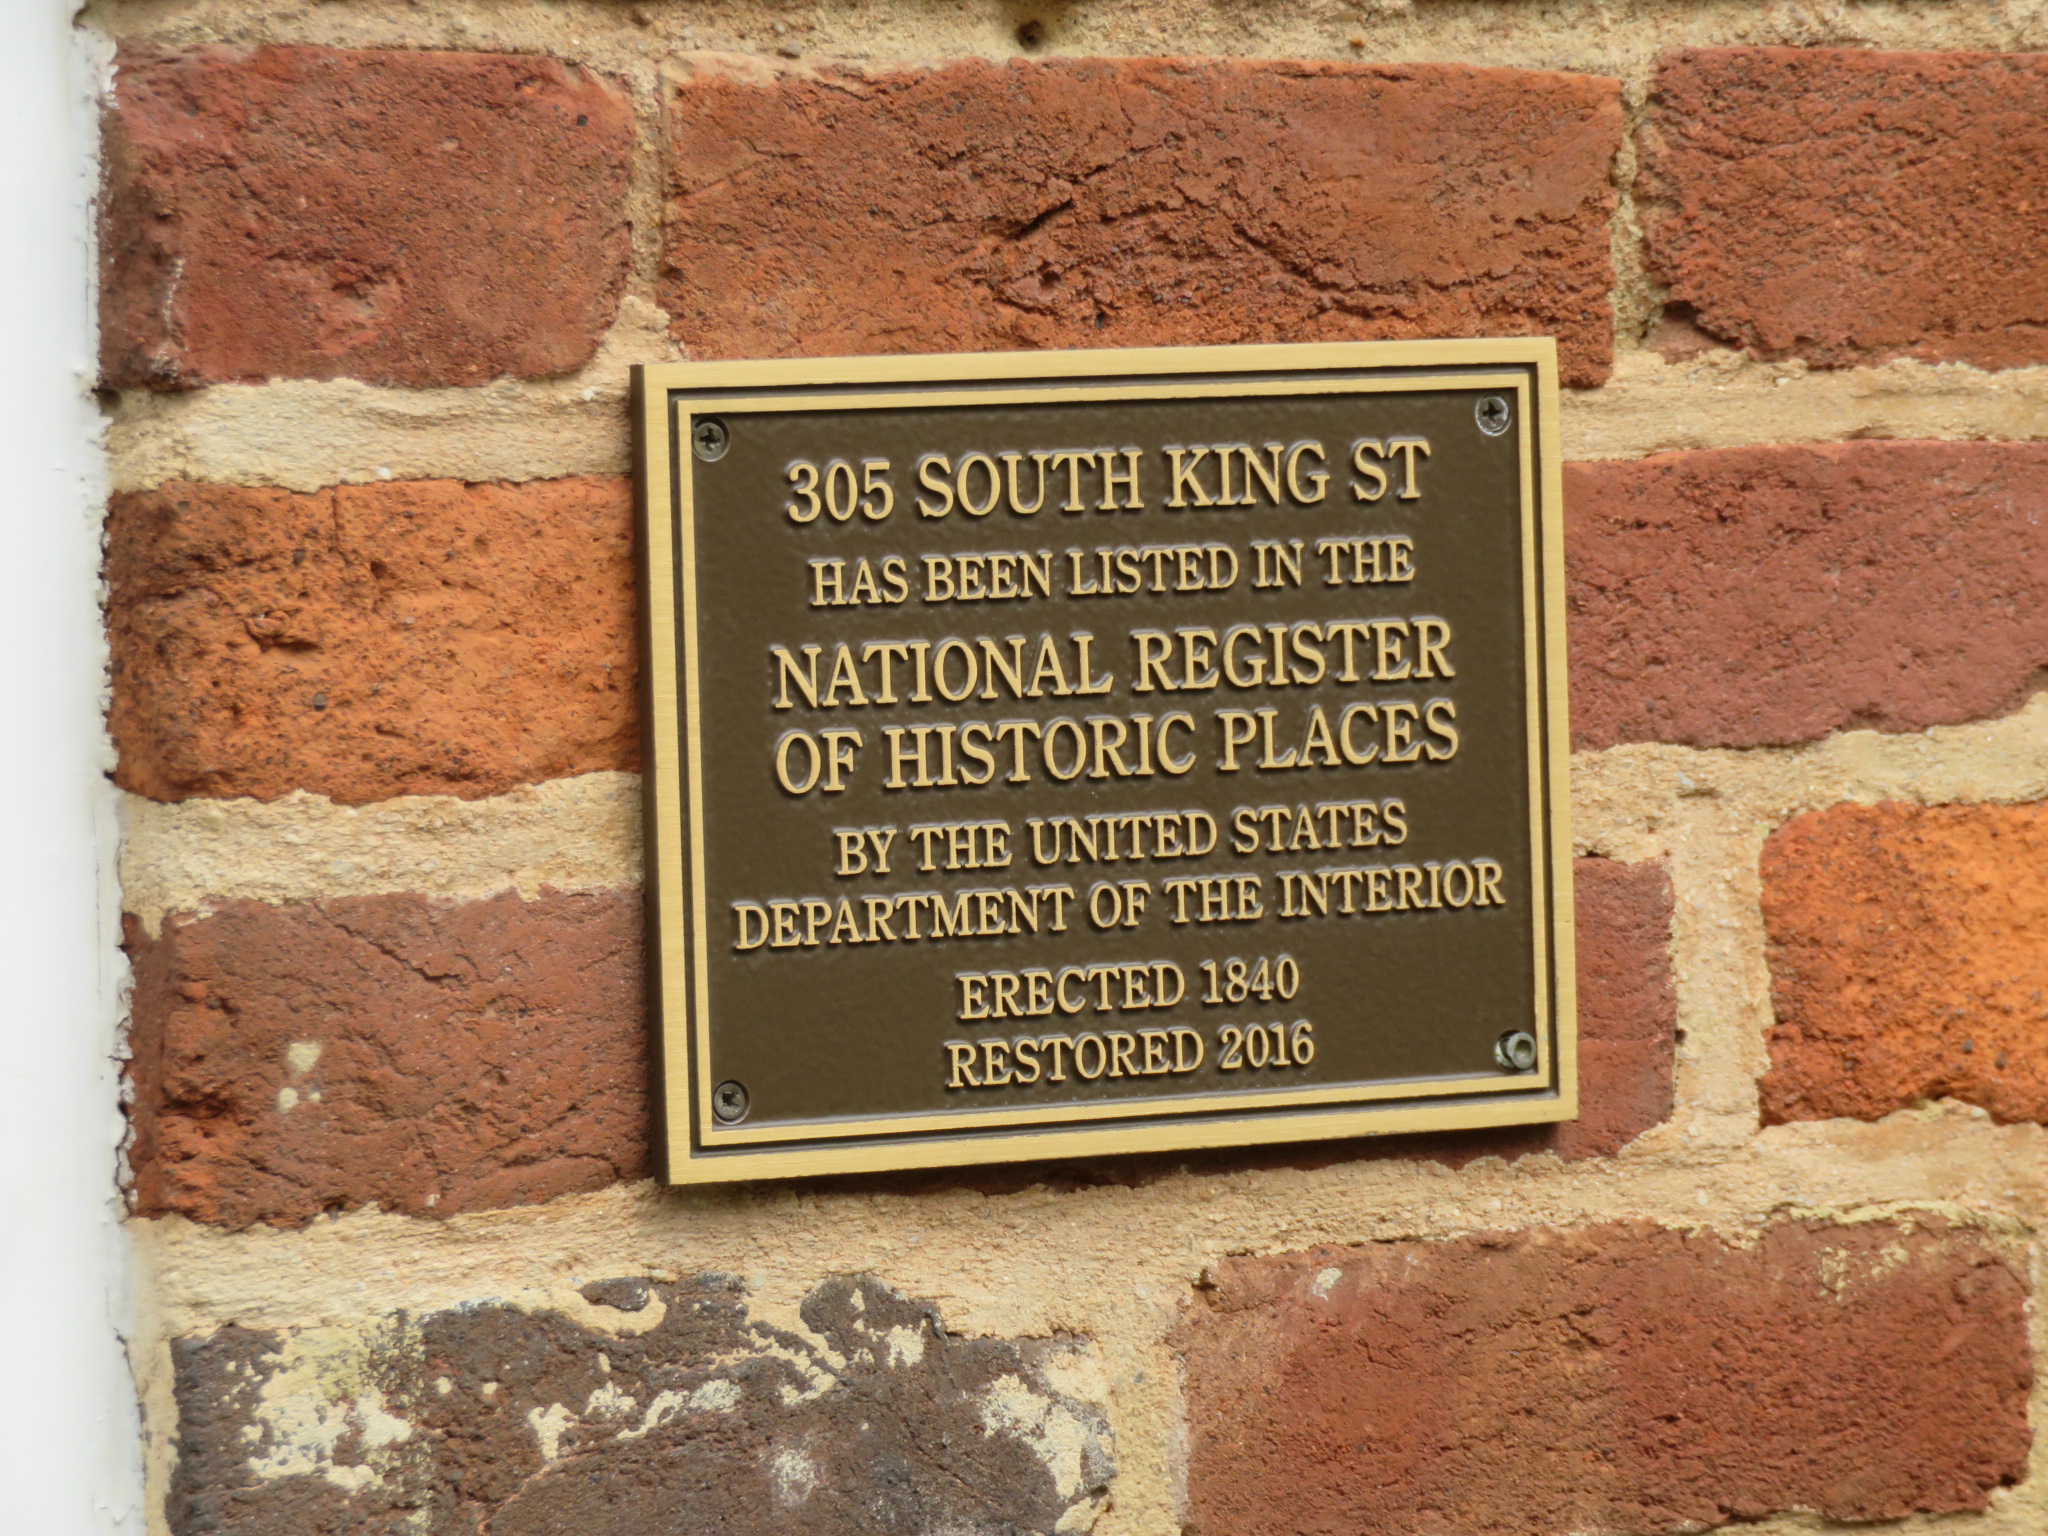 305 SOUTH KING ST
HAS BEEN LISTED IN THE
NATIONAL REGISTER
OF HISTORIC PLACES
BY THE UNITED STATES
DEPARTMENT OF THE INTERIOR
ERECTED 1840
RESTORED 2016